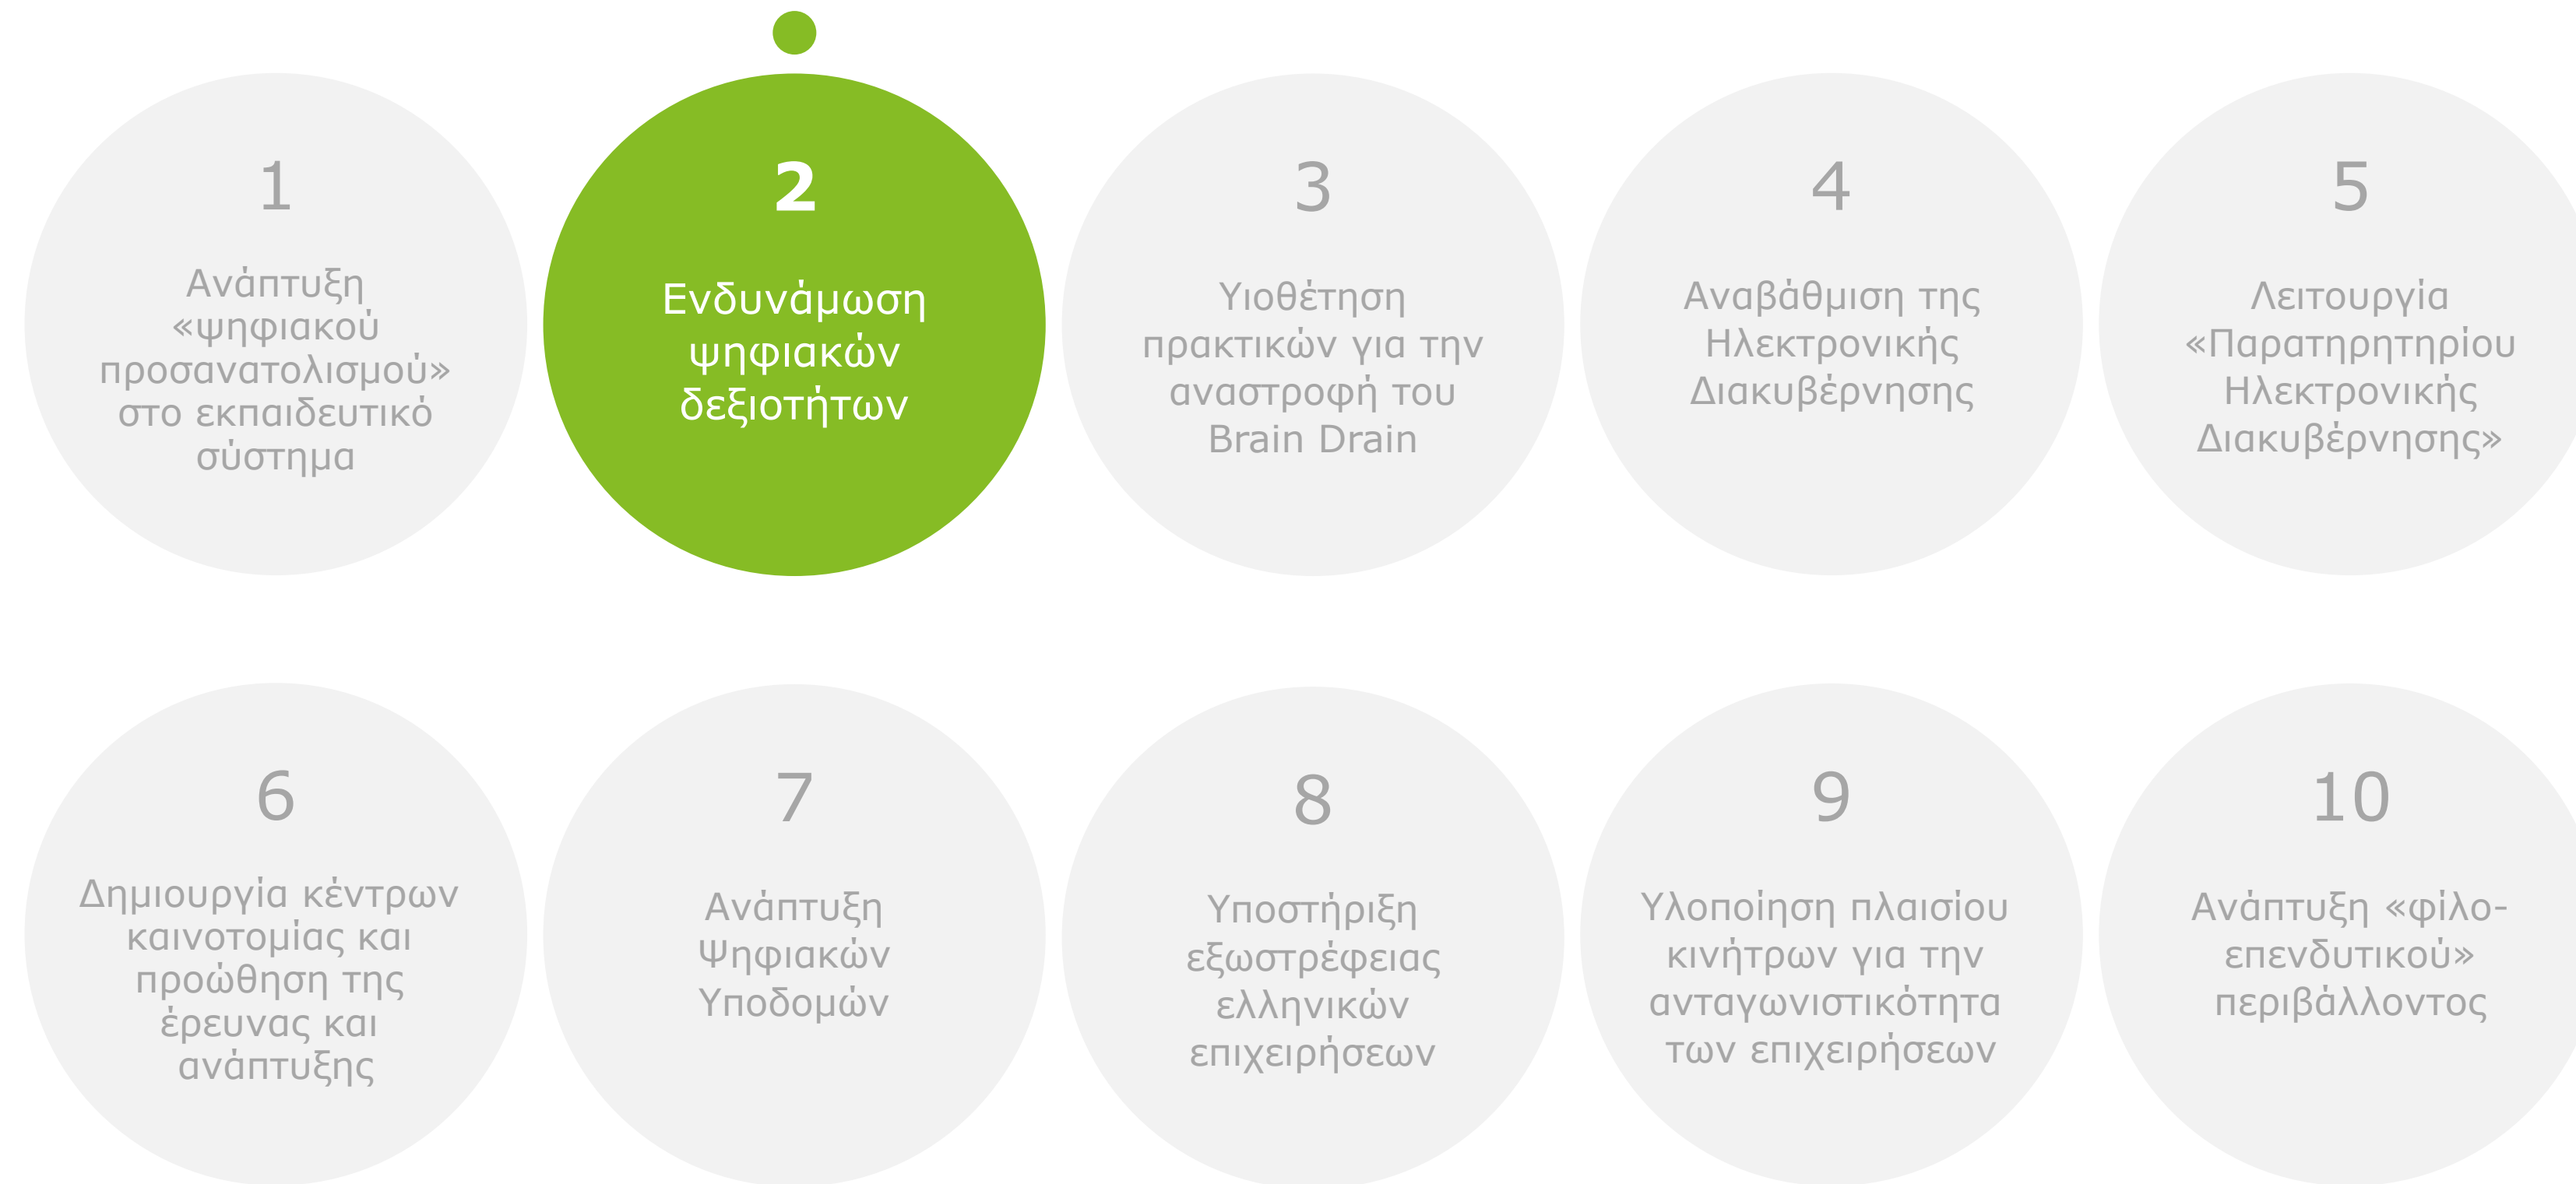 1
Ανάπτυξη
«ψηφιακού
προσανατολισμού»
στο εκπαιδευτικό
σύστημα
2
Ενδυνάμωση
ψηφιακών
δεξιοτήτων
3
Υιοθέτηση
πρακτικών για την
αναστροφή του
Brain Drain
4
Αναβάθμιση της
Ηλεκτρονικής
Διακυβέρνησης
5
Λειτουργία
«Παρατηρητηρίου
Ηλεκτρονικής
Διακυβέρνησης»
6
Δημιουργία κέντρων
καινοτομίας και
προώθηση της
έρευνας και
ανάπτυξης
7
Ανάπτυξη
Ψηφιακών
Υποδομών
8
Υποστήριξη
εξωστρέφειας
ελληνικών
επιχειρήσεων
9
Υλοποίηση πλαισίου
κινήτρων για την
ανταγωνιστικότητα
των επιχειρήσεων
10
Ανάπτυξη «φίλο-
επενδυτικού»
περιβάλλοντος